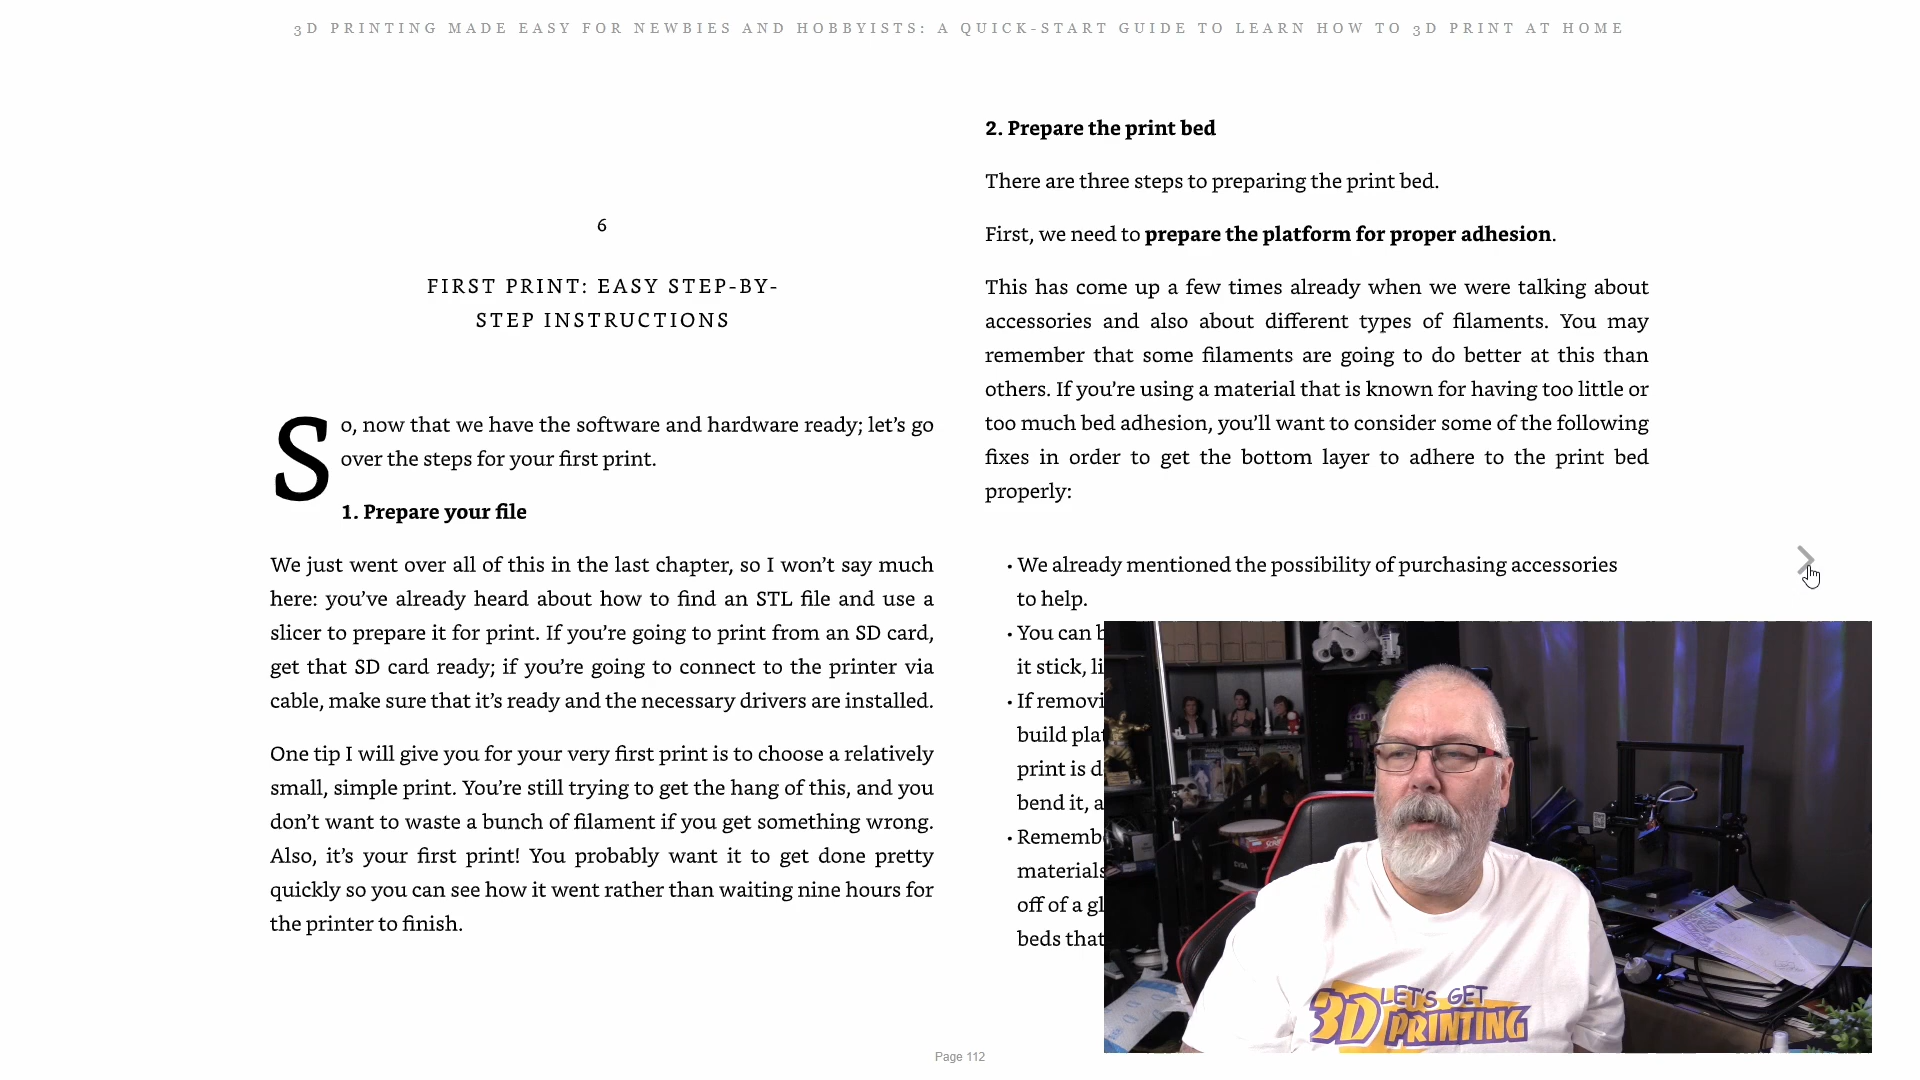 3D PRINTING MADE EASY FOR NEWBIES AND HOBBYISTS: A QUICK-START GUIDE TO LEARN HOW TO 3D PRINT AT HOME
6
FIRST PRINT: EASY STEP-BY-
STEP INSTRUCTIONS
So, now that we have the software and hardware ready; let’s go
over the steps for your first print.
1. Prepare your file
We just went over all of this in the last chapter, so I won’t say much
here: you’ve already heard about how to find an STL file and use a
slicer to prepare it for print. If you’re going to print from an SD card,
get that SD card ready; if you’re going to connect to the printer via
cable, make sure that it’s ready and the necessary drivers are installed.
One tip I will give you for your very first print is to choose a relatively
small, simple print. You’re still trying to get the hang of this, and you
don’t want to waste a bunch of filament if you get something wrong.
Also, it’s your first print! You probably want it to get done pretty
quickly so you can see how it went rather than waiting nine hours for
the printer to finish.
2. Prepare the print bed
There are three steps to preparing the print bed.
First, we need to prepare the platform for proper adhesion.
This has come up a few times already when we were talking about
accessories and also about different types of filaments. You may
remember that some filaments are going to do better at this than
others. If you’re using a material that is known for having too little or
too much bed adhesion, you’ll want to consider some of the following
fixes in order to get the bottom layer to adhere to the print bed
properly:
• We already mentioned the possibility of purchasing accessories
to help.
• You can
it stick,
• If
build
print is
bend it,
•
materials
off of a
beds that
LET'S GET
3D PRINTING
Page 112